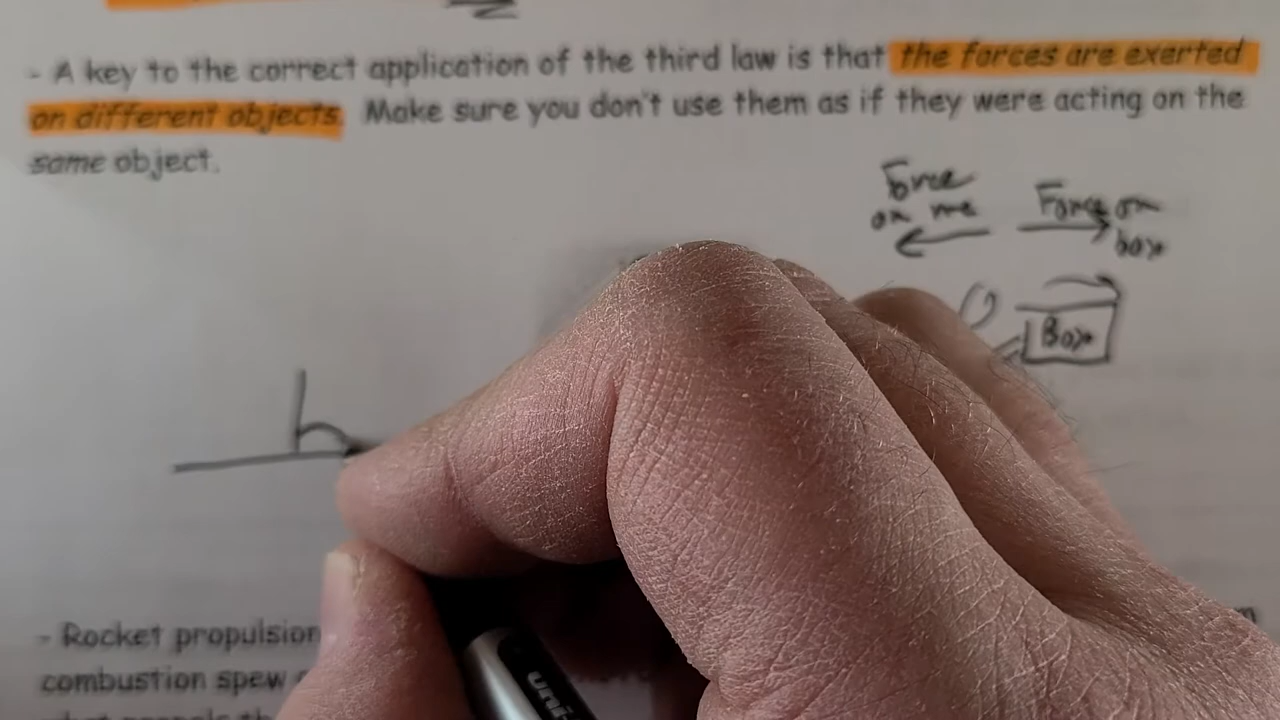 - A key to the correct application of the third law is that the forces are exerted
on different objects. Make sure you don't use them as if they were acting on the
same object.
Force
on me
Force on
box
Box
- Rocket propulsion
combustion spew
uni